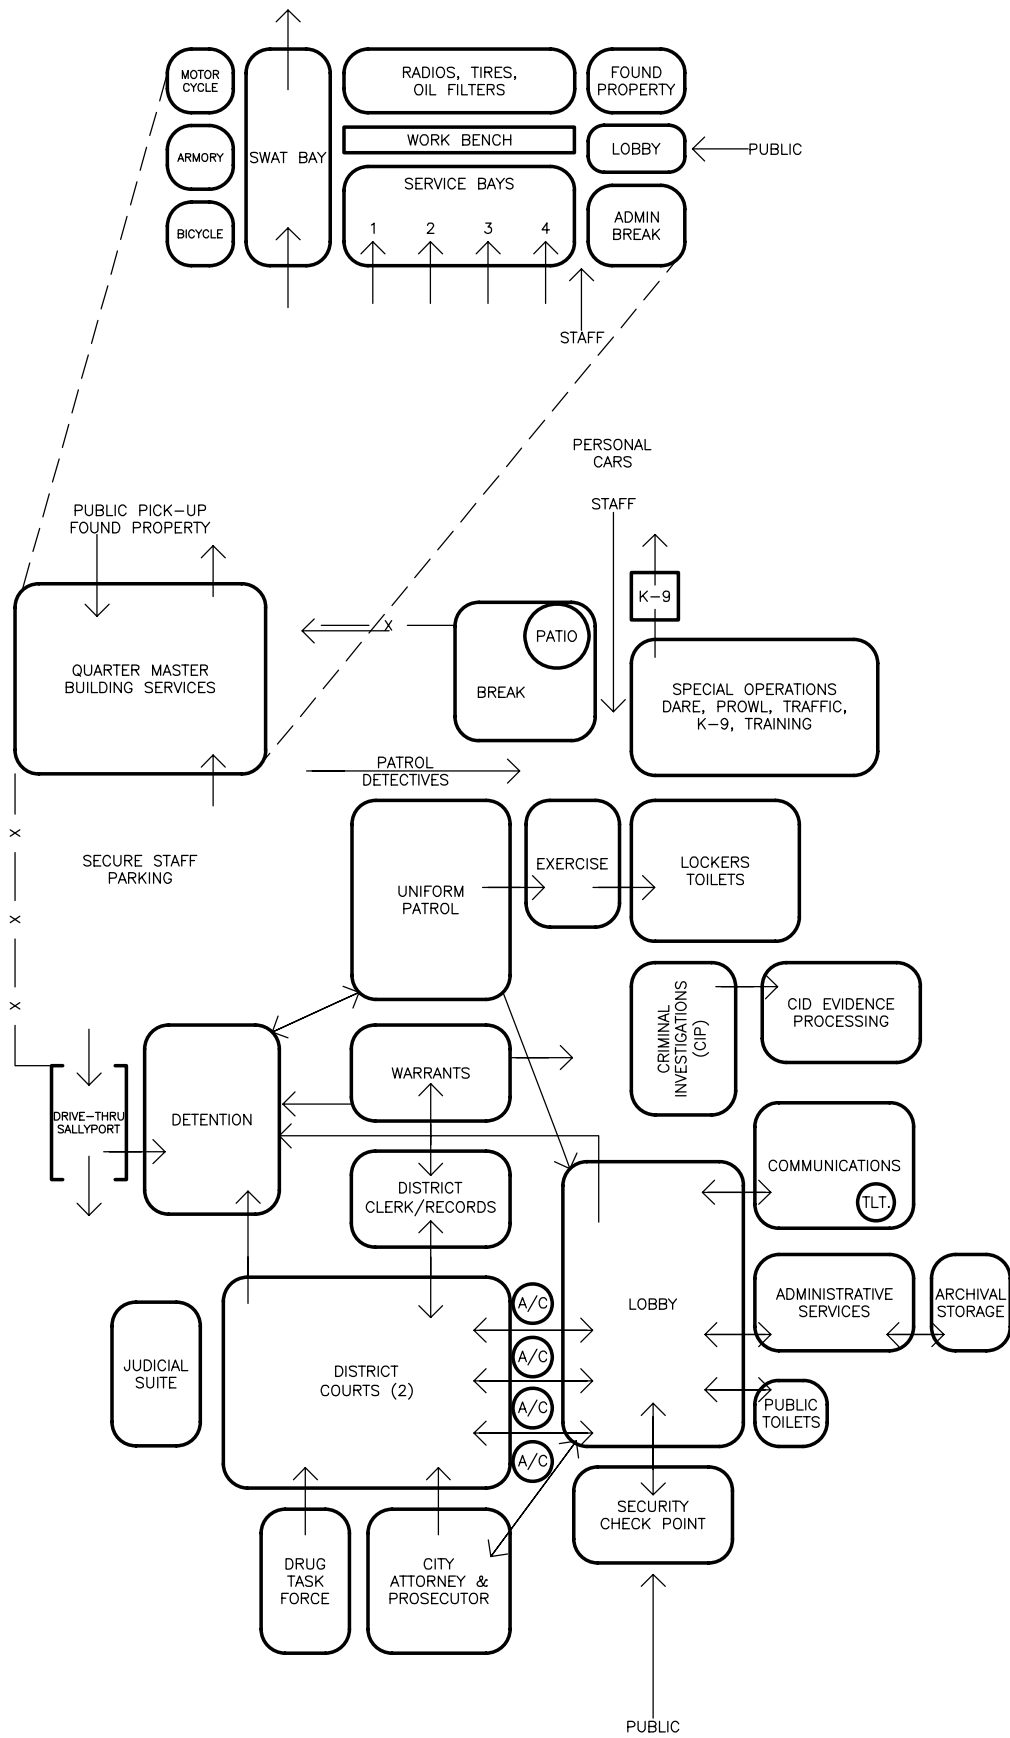 MOTOR
CYCLE
RADIOS, TIRES,
OIL FILTERS
FOUND
PROPERTY
WORK BENCH
ARMORY
SWAT BAY
LOBBY
PUBLIC
SERVICE BAYS
BICYCLE
1 2 3 4
ADMIN
BREAK
STAFF
PERSONAL
CARS
STAFF
PUBLIC PICK-UP
FOUND PROPERTY
K-9
X
PATIO
QUARTER MASTER
BUILDING SERVICES
BREAK
SPECIAL OPERATIONS
DARE, PROWL, TRAFFIC,
K-9, TRAINING
PATROL
DETECTIVES
X
SECURE STAFF
PARKING
UNIFORM
PATROL
EXERCISE
LOCKERS
TOILETS
X
X
CRIMINAL
INVESTIGATIONS
(CIP)
CID EVIDENCE
PROCESSING
WARRANTS
DRIVE-THRU
SALLYPORT
DETENTION
DISTRICT
CLERK/RECORDS
COMMUNICATIONS
TLT.
LOBBY
ADMINISTRATIVE
SERVICES
ARCHIVAL
STORAGE
A/C
A/C
A/C
A/C
JUDICIAL
SUITE
DISTRICT
COURTS (2)
PUBLIC
TOILETS
SECURITY
CHECK POINT
DRUG
TASK
FORCE
CITY
ATTORNEY &
PROSECUTOR
PUBLIC